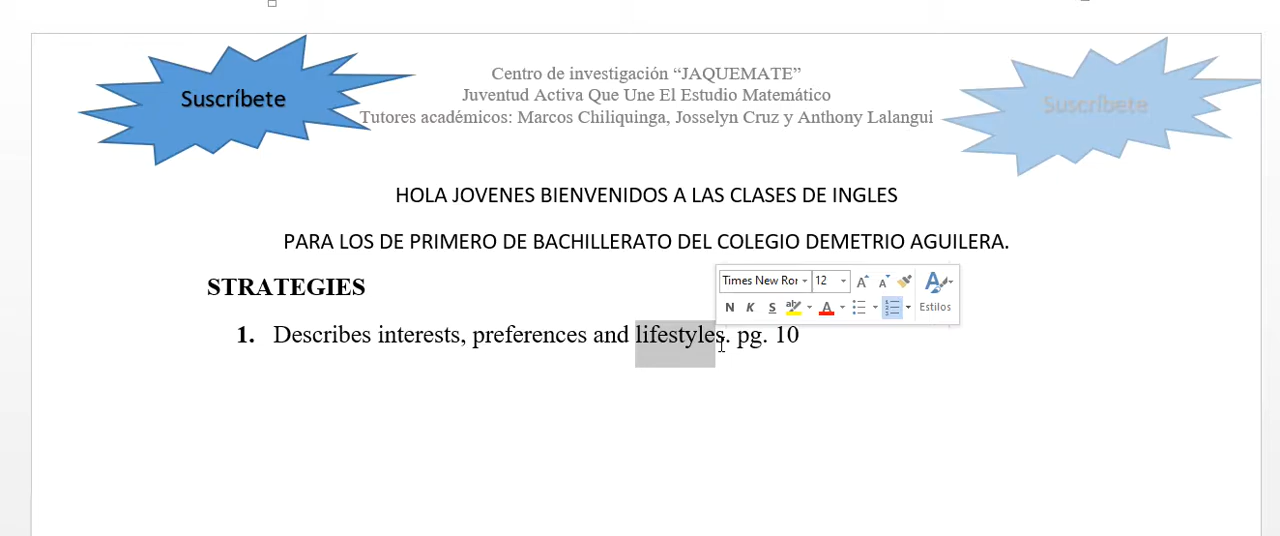 Suscríbete
Centro de investigación “JAQUEMATE”
Juventud Activa Que Une El Estudio Matemático
Tutores académicos: Marcos Chiliquinga, Josselyn Cruz y Anthony Lalangui
Suscríbete
HOLA JOVENES BIENVENIDOS A LAS CLASES DE INGLES
PARA LOS DE PRIMERO DE BACHILLERATO DEL COLEGIO DEMETRIO AGUILERA.
STRATEGIES
Times New Ror 12
N K S Estilos
1. Describes interests, preferences and lifestyles. pg. 10